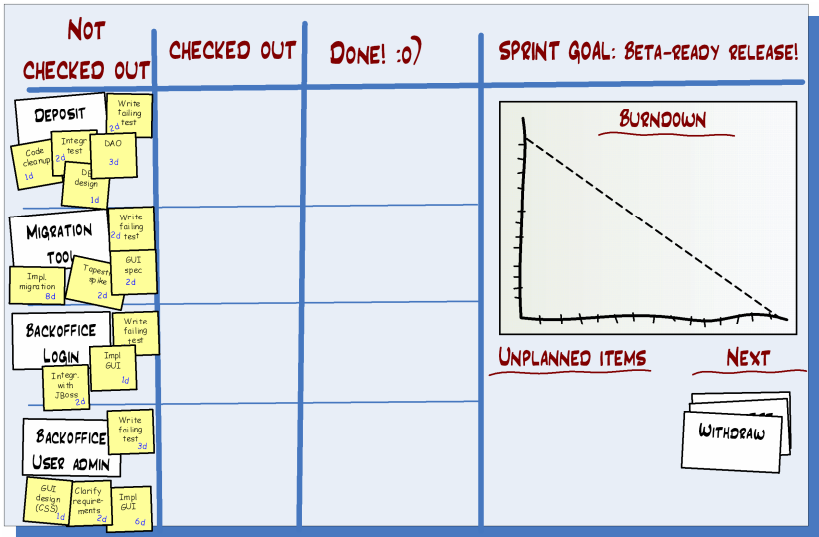 Not
checked out
checked out
Done! :o)
sprint goal: Beta-ready release!
Deposit
Write
failing
test
2d
Code
cleanup
1d
Integr
test
2d
DAO
3d
DB
design
1d
Migration
Tool
Write
failing
test
2d
GUI
spec
2d
Impl.
migration
8d
Tapest
spike
2d
Backoffice
Login
Write
failing
test
Impl
GUI
1d
Integr.
with
JBoss
2d
Backoffice
User admin
Write
failing
test
3d
GUI
design
(CSS)
1d
Clarify
require-
ments
2d
Impl
GUI
6d
Burndown
Unplanned items
Next
Withdraw